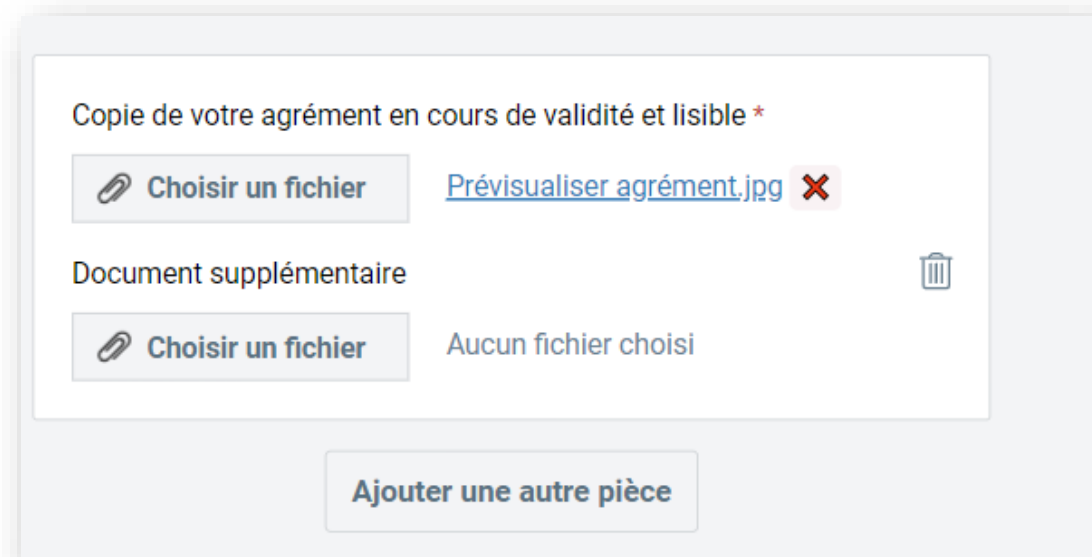 Copie de votre agrément en cours de validité et lisible *
Choisir un fichier Prévisualiser agrément.jpg
Document supplémentaire
Choisir un fichier Aucun fichier choisi
Ajouter une autre pièce